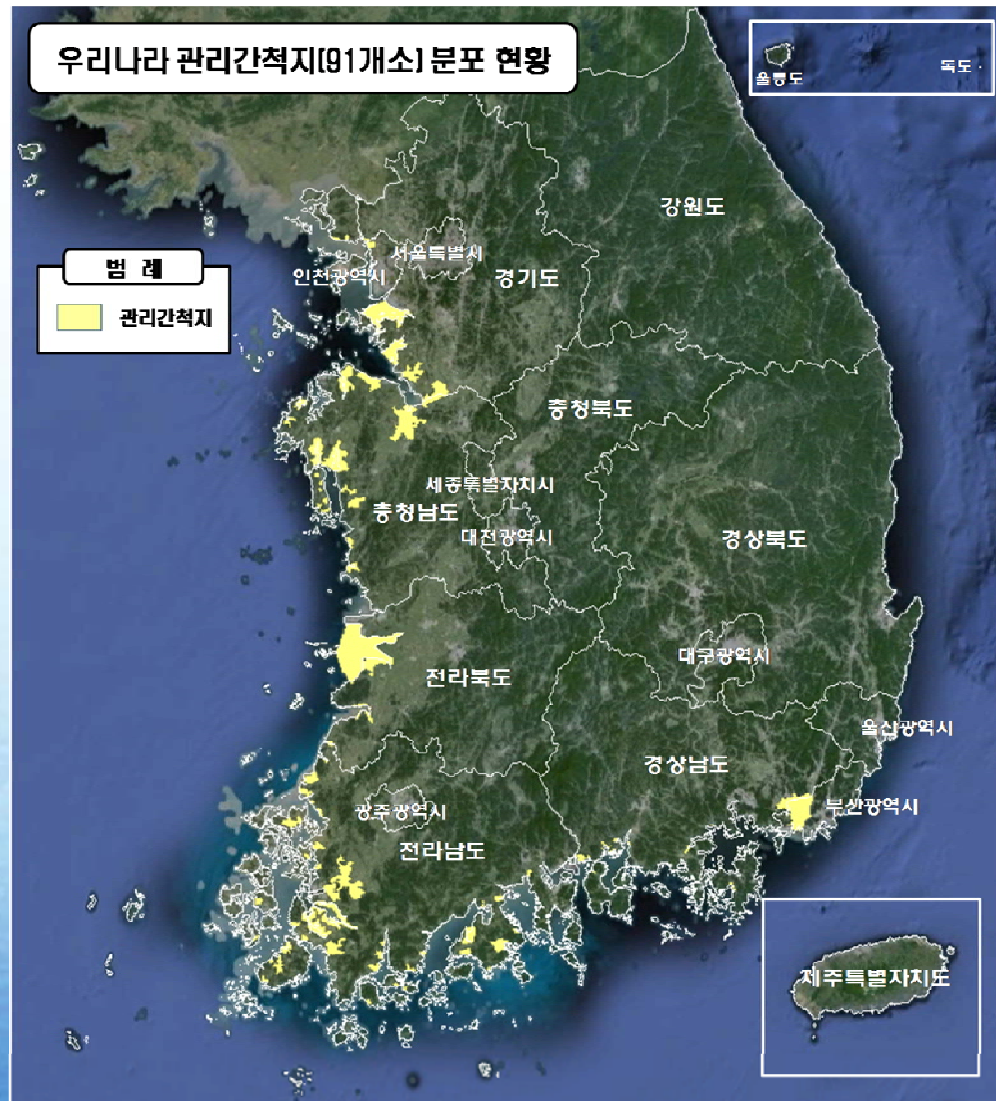 우리나라 관리간척지(91개소) 분포 현황
울릉도
독도
강원도
서울특별시
인천광역시
경기도
범 례
관리간척지
충청북도
세종특별자치시
충청남도
대전광역시
경상북도
대구광역시
전라북도
울산광역시
경상남도
부산광역시
광주광역시
전라남도
제주특별자치도